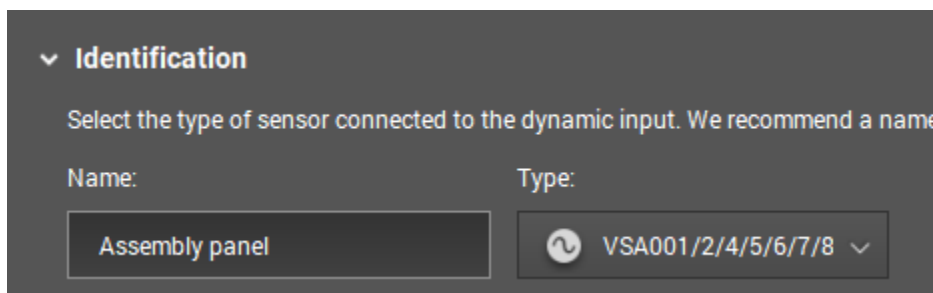 Identification
Select the type of sensor connected to the dynamic input. We recommend a name
Name:
Type:
Assembly panel
VSA001/2/4/5/6/7/8